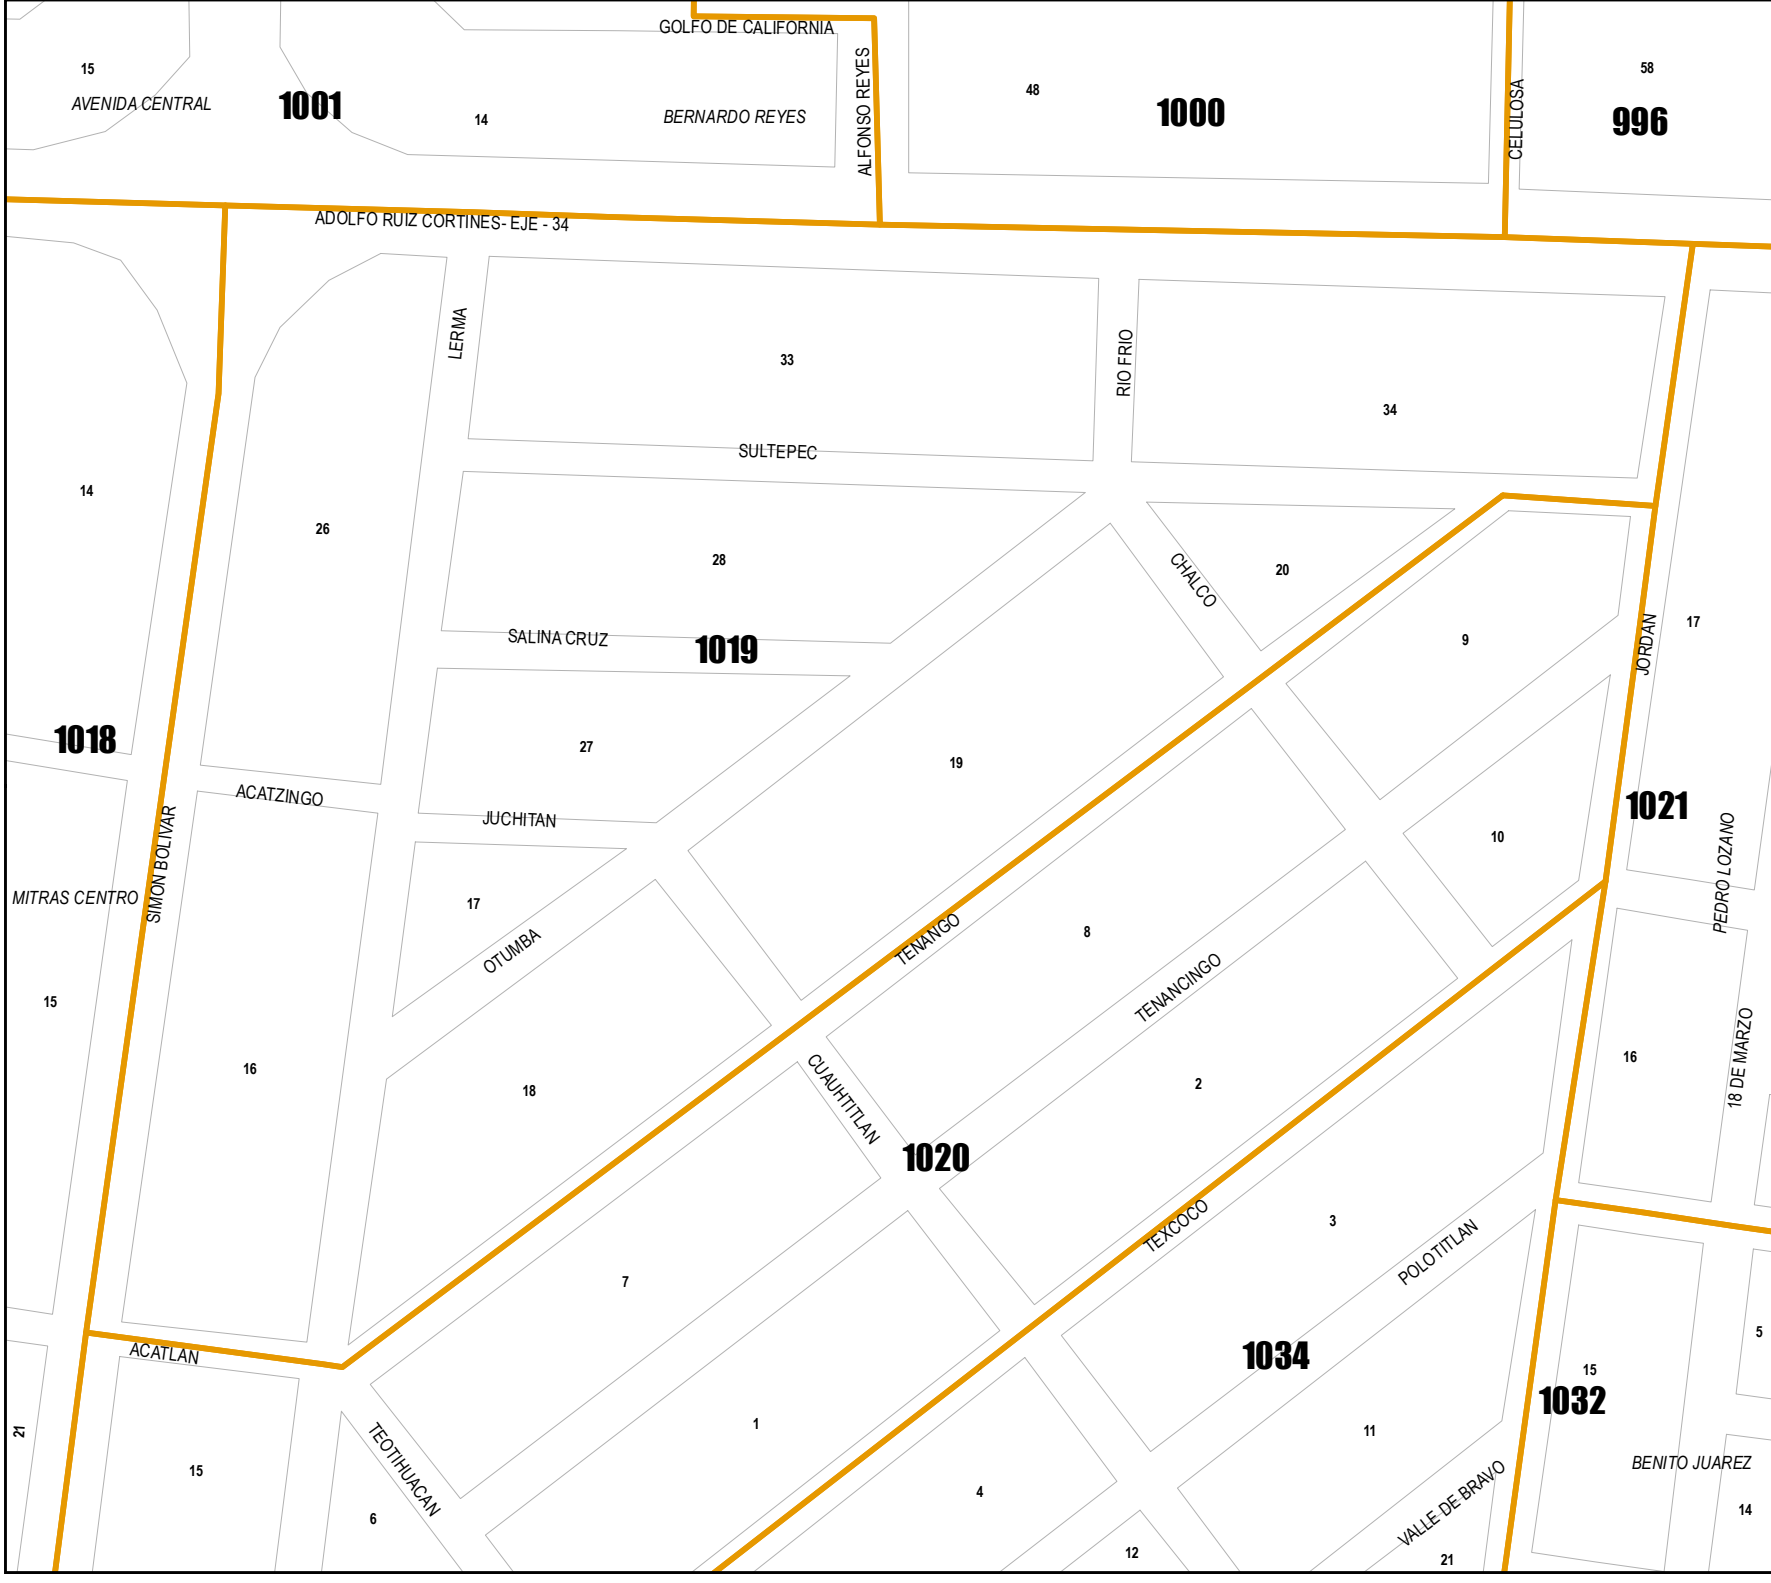 GOLFO DE CALIFORNIA
15
AVENIDA CENTRAL
1001
14
BERNARDO REYES
ALFONSO REYES
48
1000
CELULOSA
58
996
ADOLFO RUIZ CORTINES- EJE - 34
LERMA
33
RIO FRIO
34
SULTEPEC
14
26
28
CHALCO
20
SALINA CRUZ
1019
9
JORDAN
17
1018
27
19
ACATZINGO
JUCHITAN
1021
SIMON BOLIVAR
MITRAS CENTRO
17
OTUMBA
TENANGO
8
10
PEDRO LOZANO
15
TENANCINGO
16
18
CUAUHTITLAN
2
16
18 DE MARZO
1020
TEXCOCO
3
POLOTITLAN
7
ACATLAN
1034
15
5
1032
21
15
TEOTIHUACAN
1
11
BENITO JUAREZ
6
4
VALLE DE BRAVO
14
12
21